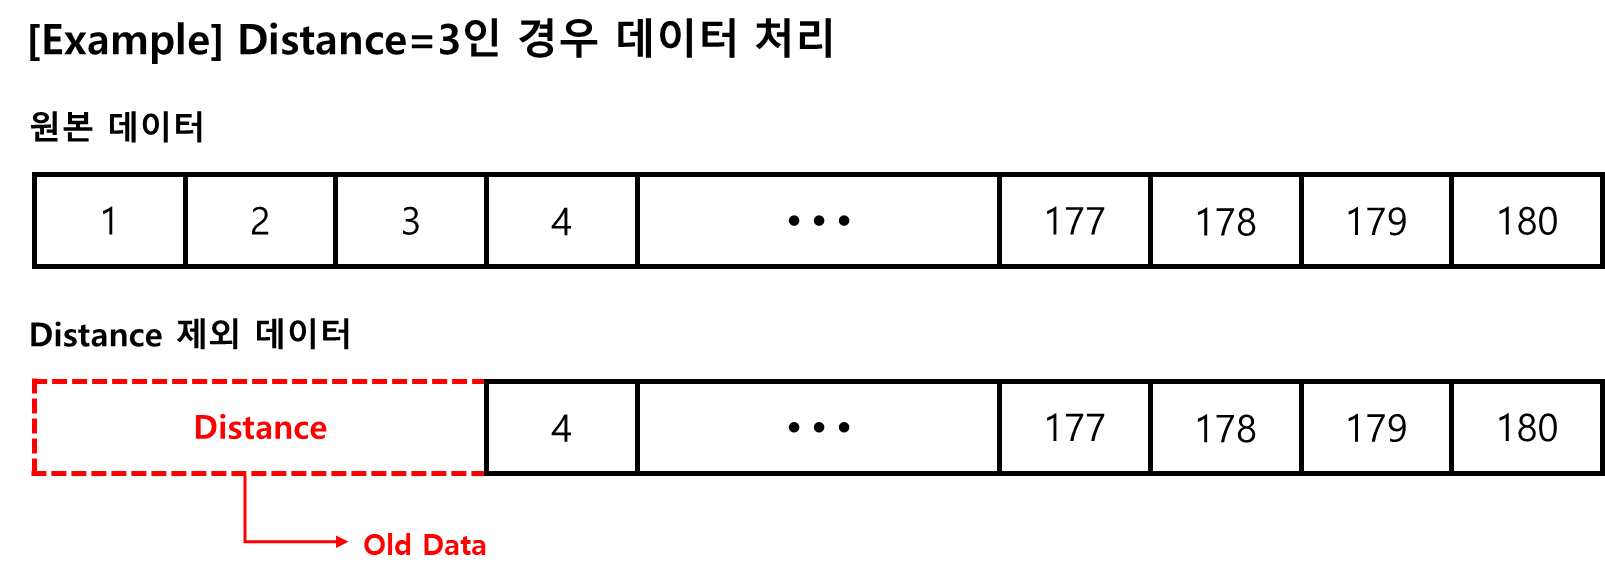 [Example] Distance=3인 경우 데이터 처리
원본 데이터
1 2 3 4 ••• 177 178 179 180
Distance 제외 데이터
Distance 4 ••• 177 178 179 180
Old Data